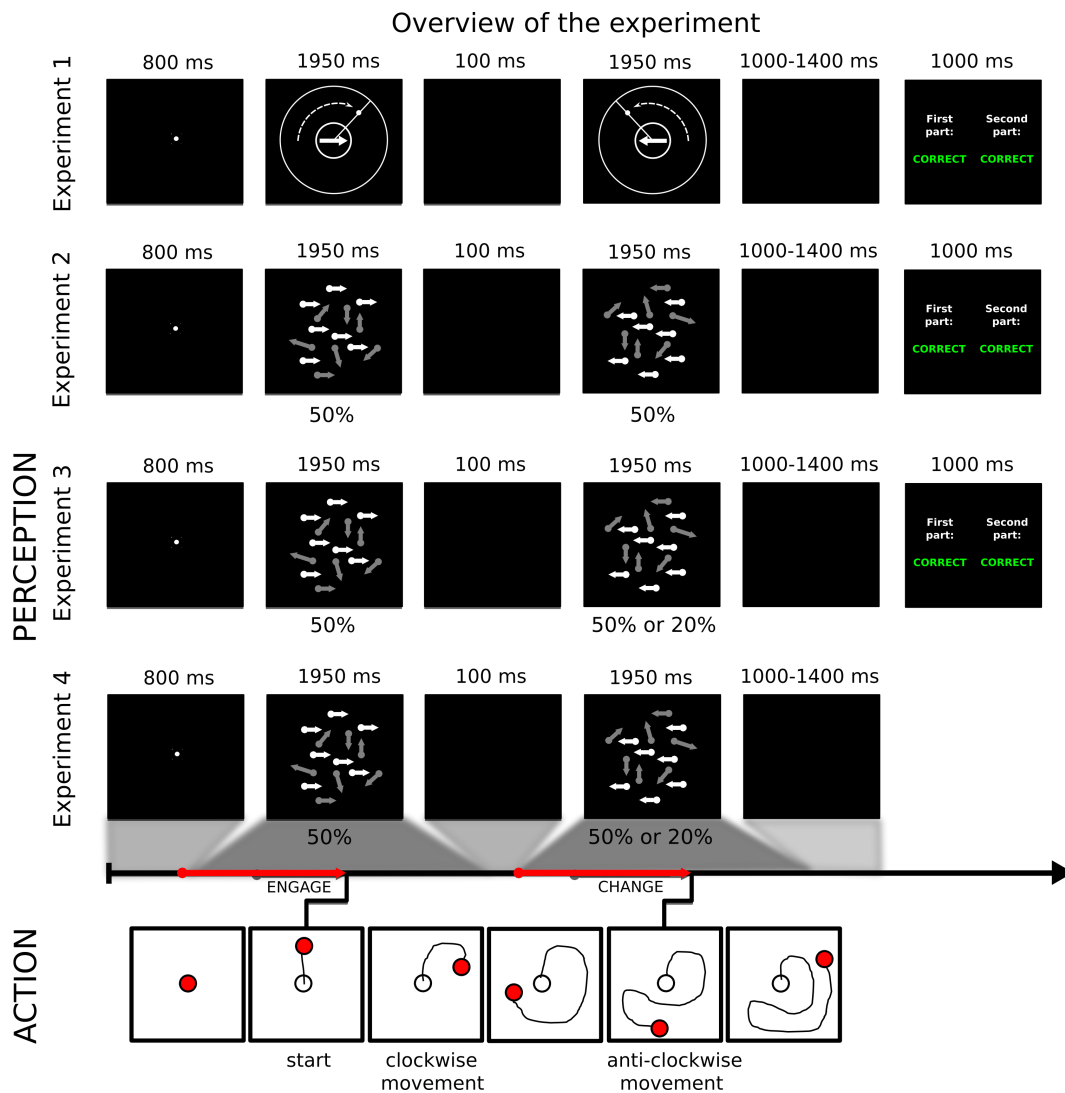 Overview of the experiment
Experiment 1
800 ms 1950 ms 100 ms 1950 ms 1000-1400 ms 1000 ms
First Second
part: part:
CORRECT CORRECT
Experiment 2
800 ms 1950 ms 100 ms 1950 ms 1000-1400 ms 1000 ms
First Second
part: part:
CORRECT CORRECT
50% 50%
PERCEPTION
Experiment 3
800 ms 1950 ms 100 ms 1950 ms 1000-1400 ms 1000 ms
First Second
part: part:
CORRECT CORRECT
50% 50% or 20%
Experiment 4
800 ms 1950 ms 100 ms 1950 ms 1000-1400 ms
50% 50% or 20%
ENGAGE CHANGE
ACTION
start clockwise anti-clockwise
movement movement